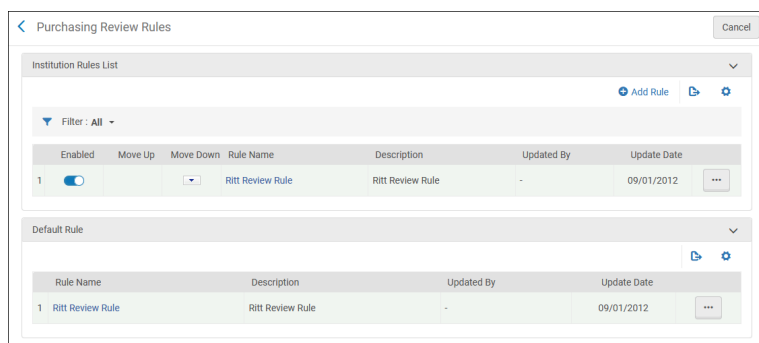 Purchasing Review Rules
Cancel
Institution Rules List
Add Rule
Filter : All
Enabled Move Up Move Down Rule Name Description Updated By Update Date
1 Ritt Review Rule Ritt Review Rule - 09/01/2012 ...
Default Rule
Rule Name Description Updated By Update Date
1 Ritt Review Rule Ritt Review Rule - 09/01/2012 ...